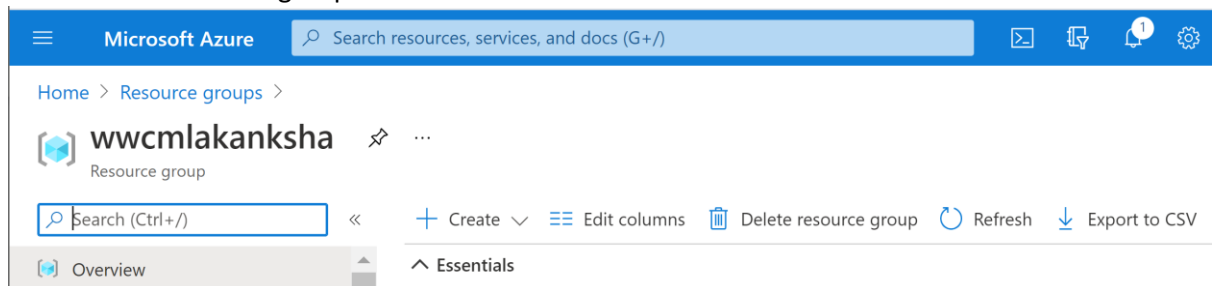 Microsoft Azure Search resources, services, and docs (G+/) 1
Home > Resource groups >
wwcmlakanksha ...
Resource group
Search (Ctrl+/) « + Create Edit columns Delete resource group Refresh Export to CSV
Overview Essentials